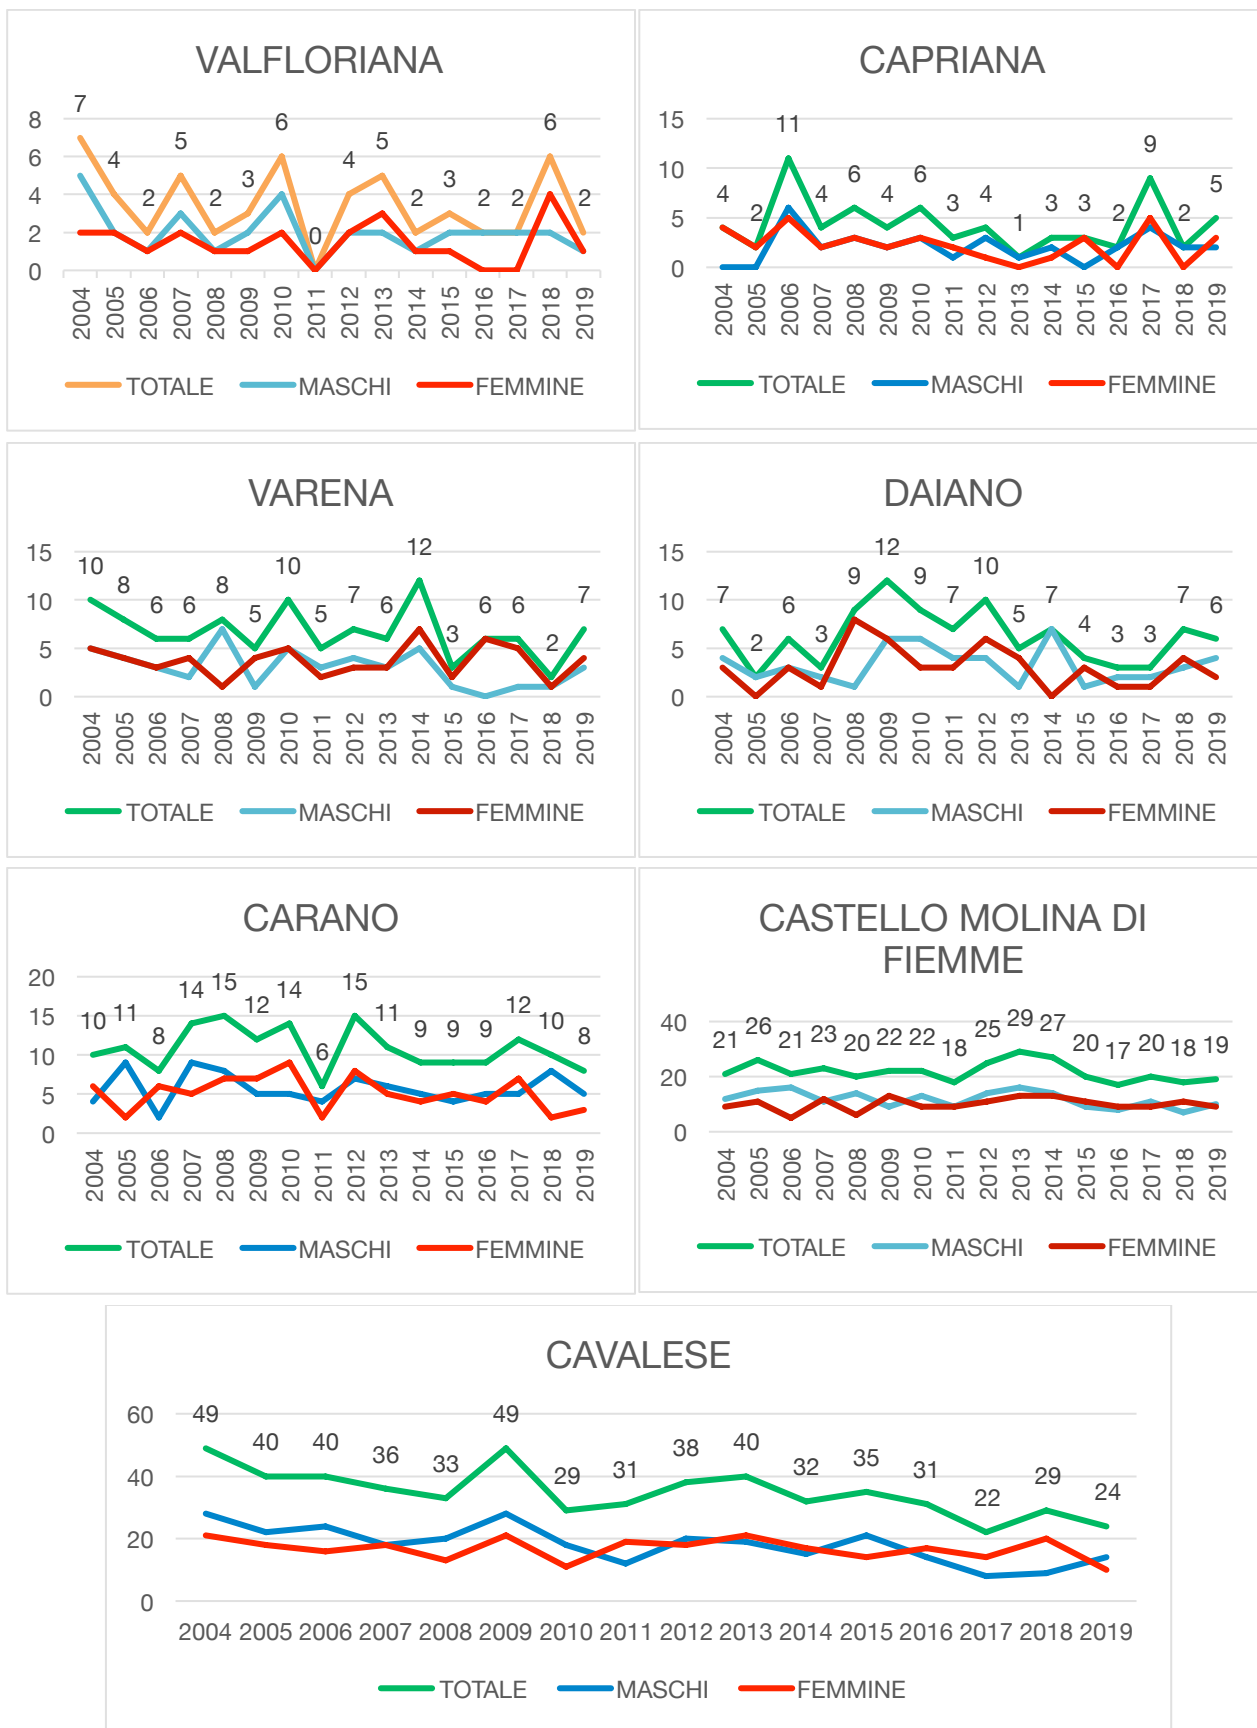 VALFLORIANA
7 4 2 5 2 3 6 0 4 5 2 3 2 2 6 2
8
6
4
2
0
2004 2005 2006 2007 2008 2009 2010 2011 2012 2013 2014 2015 2016 2017 2018 2019
TOTALE MASCHI FEMMINE
CAPRIANA
4 2 11 4 6 4 6 3 4 1 3 3 2 9 2 5
15
10
5
0
2004 2005 2006 2007 2008 2009 2010 2011 2012 2013 2014 2015 2016 2017 2018 2019
TOTALE MASCHI FEMMINE
VARENA
10 8 6 6 8 5 10 5 7 6 12 3 6 6 2 7
15
10
5
0
2004 2005 2006 2007 2008 2009 2010 2011 2012 2013 2014 2015 2016 2017 2018 2019
TOTALE MASCHI FEMMINE
DAIANO
7 2 6 3 9 12 9 7 10 5 7 4 3 3 7 6
15
10
5
0
2004 2005 2006 2007 2008 2009 2010 2011 2012 2013 2014 2015 2016 2017 2018 2019
TOTALE MASCHI FEMMINE
CARANO
10 11 8 14 15 12 14 6 15 11 9 9 9 12 10 8
20
15
10
5
0
2004 2005 2006 2007 2008 2009 2010 2011 2012 2013 2014 2015 2016 2017 2018 2019
TOTALE MASCHI FEMMINE
CASTELLO MOLINA DI
FIEMME
21 26 21 23 20 22 22 18 25 29 27 20 17 20 18 19
40
20
0
2004 2005 2006 2007 2008 2009 2010 2011 2012 2013 2014 2015 2016 2017 2018 2019
TOTALE MASCHI FEMMINE
CAVALESE
49 40 40 36 33 49 29 31 38 40 32 35 31 22 29 24
60
40
20
0
2004 2005 2006 2007 2008 2009 2010 2011 2012 2013 2014 2015 2016 2017 2018 2019
TOTALE MASCHI FEMMINE